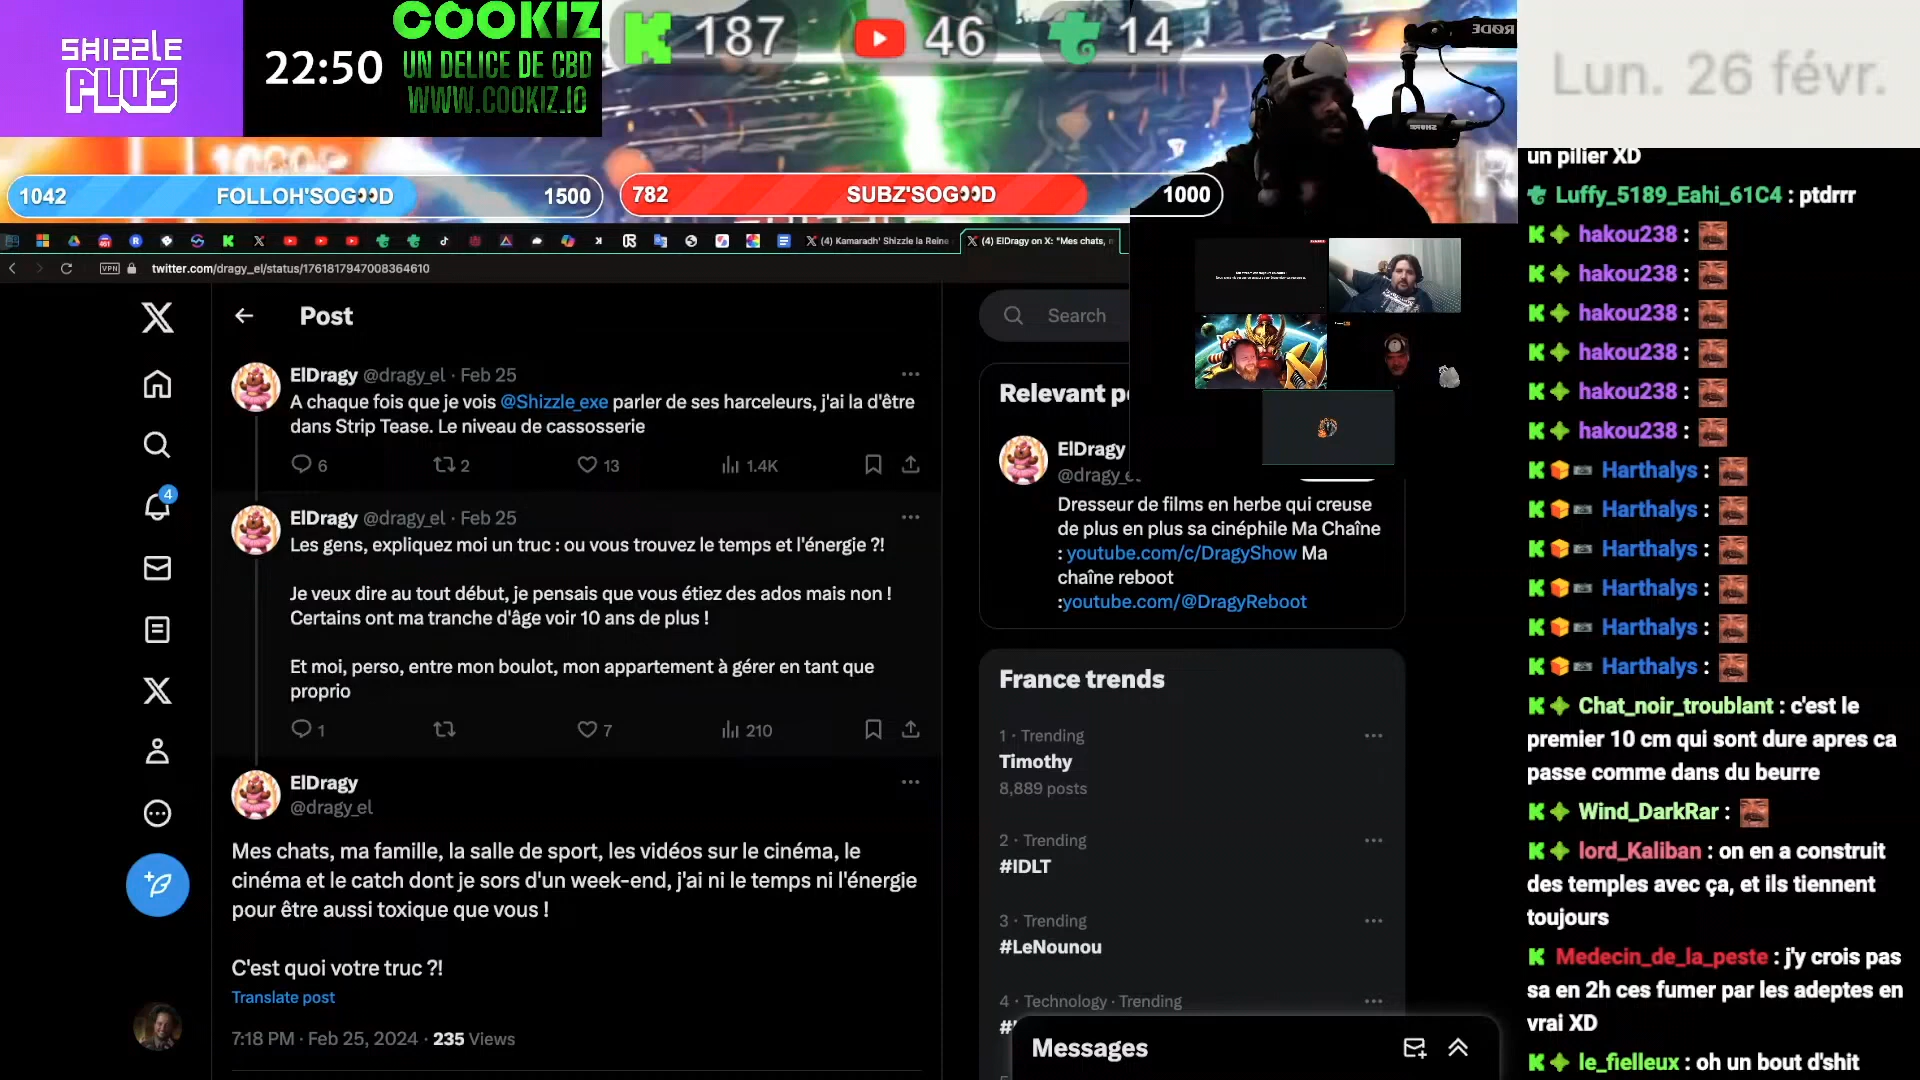 SHIZZLE
PLUS
22:50
COOKIZ
UN DELICE DE CBD
WWW.COOKIZ.IO
187
46
14
RØDE
Lun. 26 févr.
1042
FOLLOH'SOG👀D
1500
782
SUBZ'SOG👀D
1000
(4) Kamaradh' Shizzle la Reine
(4) ElDragy on X: "Mes chats,
VPN
twitter.com/dragy_el/status/1761817947008364610
Post
ElDragy @dragy_el · Feb 25
A chaque fois que je vois @Shizzle_exe parler de ses harceleurs, j'ai la d'être
dans Strip Tease. Le niveau de cassosserie
6
2
13
1.4K
ElDragy @dragy_el · Feb 25
Les gens, expliquez moi un truc : ou vous trouvez le temps et l'énergie ?!
Je veux dire au tout début, je pensais que vous étiez des ados mais non !
Certains ont ma tranche d'âge voir 10 ans de plus !
Et moi, perso, entre mon boulot, mon appartement à gérer en tant que
proprio
1
7
210
ElDragy
@dragy_el
Mes chats, ma famille, la salle de sport, les vidéos sur le cinéma, le
cinéma et le catch dont je sors d'un week-end, j'ai ni le temps ni l'énergie
pour être aussi toxique que vous !
C'est quoi votre truc ?!
Translate post
7:18 PM · Feb 25, 2024 · 235 Views
4
Search
Relevant
ElDragy
Dresseur de films en herbe qui creuse
de plus en plus sa cinéphile Ma Chaîne
: youtube.com/c/DragyShow Ma
chaîne reboot
:youtube.com/@DragyReboot
France trends
1 · Trending
Timothy
8,889 posts
2 · Trending
#IDLT
3 · Trending
#LeNounou
4 · Technology · Trending
Messages
un pilier XD
Luffy_5189_Eahi_61C4 : ptdrrr
hakou238 :
hakou238 :
hakou238 :
hakou238 :
hakou238 :
hakou238 :
Harthalys :
Harthalys :
Harthalys :
Harthalys :
Harthalys :
Harthalys :
Chat_noir_troublant : c'est le
premier 10 cm qui sont dure apres ca
passe comme dans du beurre
Wind_DarkRar :
lord_Kaliban : on en a construit
des temples avec ça, et ils tiennent
toujours
Medecin_de_la_peste : j'y crois pas
sa en 2h ces fumer par les adeptes en
vrai XD
le_fielleux : oh un bout d'shit